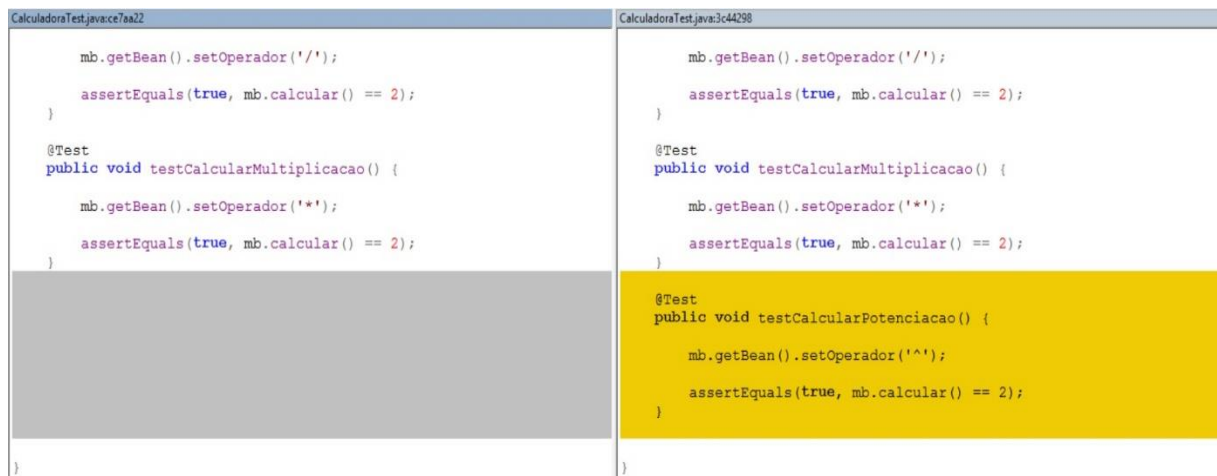 CalculadoraTest.java:ce7aa22
mb.getBean().setOperador('/');
assertEquals(true, mb.calcular() == 2);
}
@Test
public void testCalcularMultiplicacao() {
mb.getBean().setOperador('*');
assertEquals(true, mb.calcular() == 2);
}
}
CalculadoraTest.java:3c44298
mb.getBean().setOperador('/');
assertEquals(true, mb.calcular() == 2);
}
@Test
public void testCalcularMultiplicacao() {
mb.getBean().setOperador('*');
assertEquals(true, mb.calcular() == 2);
}
@Test
public void testCalcularPotenciacao() {
mb.getBean().setOperador('^');
assertEquals(true, mb.calcular() == 2);
}
}